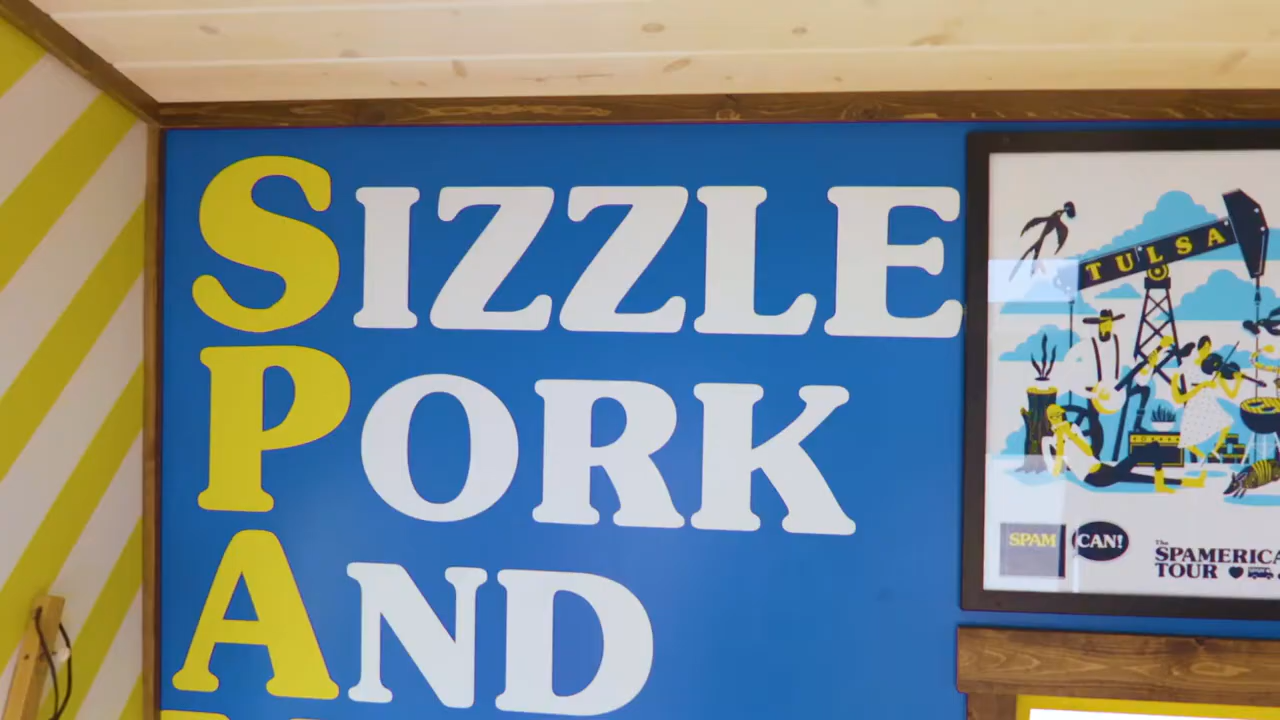 SIZZLE
PORK
AND
TULSA
SPAM
CAN!
The
SPAMERICA
TOUR